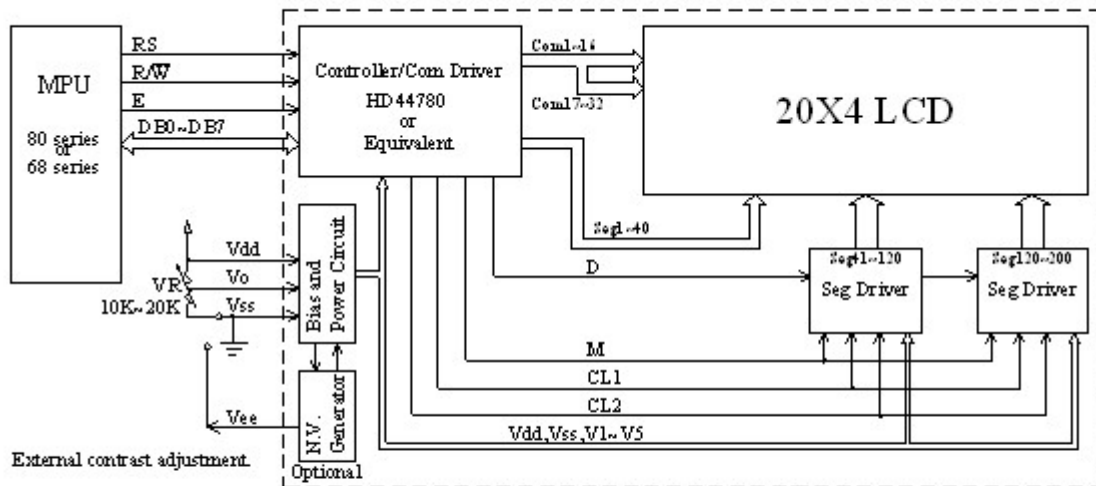 MPU
80 series
or
68 series
RS
R/W̅
E
DB0~DB7
Controller/Com Driver
HD44780
or
Equivalent
Com1~16
Com17~32
20X4 LCD
Seg1~40
D
Seg41~120
Seg Driver
Seg120~200
Seg Driver
Vdd
Vo
Vss
VR
10K~20K
Bias and
Power Circuit
M
CL1
CL2
Vdd,Vss,V1~V5
Vee
N.V.
Generator
Optional
External contrast adjustment.